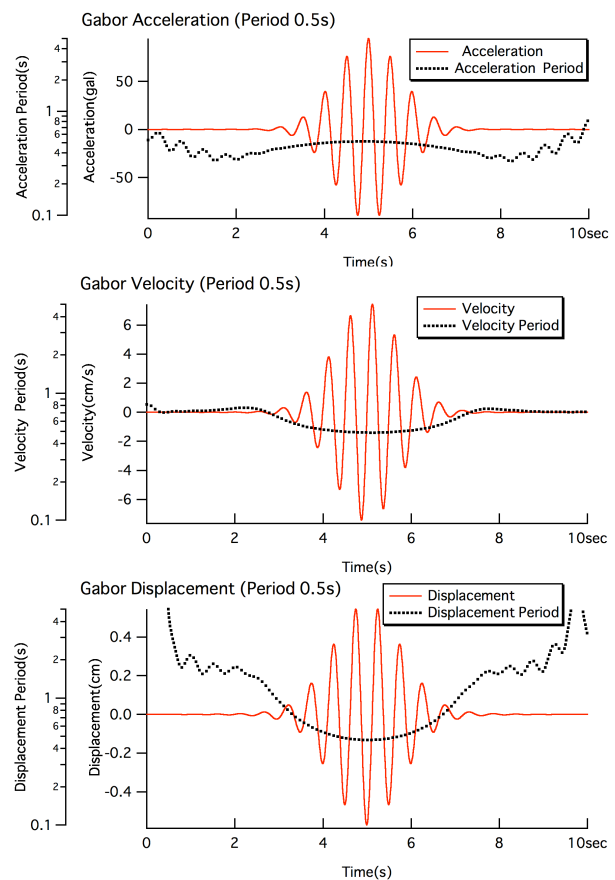 Gabor Acceleration (Period 0.5s)
Acceleration Period(s)
4
2
1
8
6
4
2
0.1
Acceleration(gal)
50
0
-50
Acceleration
Acceleration Period
0 2 4 6 8 10sec
Time(s)
Gabor Velocity (Period 0.5s)
Velocity Period(s)
4
2
1
8
6
4
2
0.1
Velocity(cm/s)
6
4
2
0
-2
-4
-6
Velocity
Velocity Period
0 2 4 6 8 10sec
Time(s)
Gabor Displacement (Period 0.5s)
Displacement Period(s)
4
2
1
8
6
4
2
0.1
Displacement(cm)
0.4
0.2
0.0
-0.2
-0.4
Displacement
Displacement Period
0 2 4 6 8 10sec
Time(s)